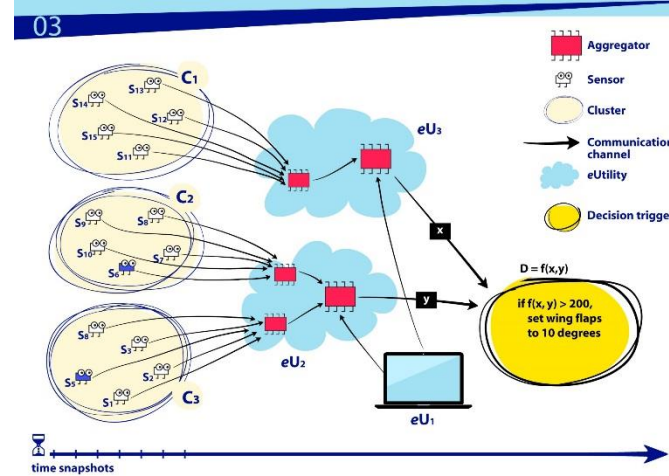 03
C1
S13
S14
S12
S15
S11
eU3
C2
S9
S8
S10
S7
S6
C3
S8
S3
S5
S2
S1
eU2
eU1
x
y
Aggregator
Sensor
Cluster
Communication
channel
eUtility
Decision trigge
D = f(x,y)
if f(x, y) > 200,
set wing flaps
to 10 degrees
time snapshots